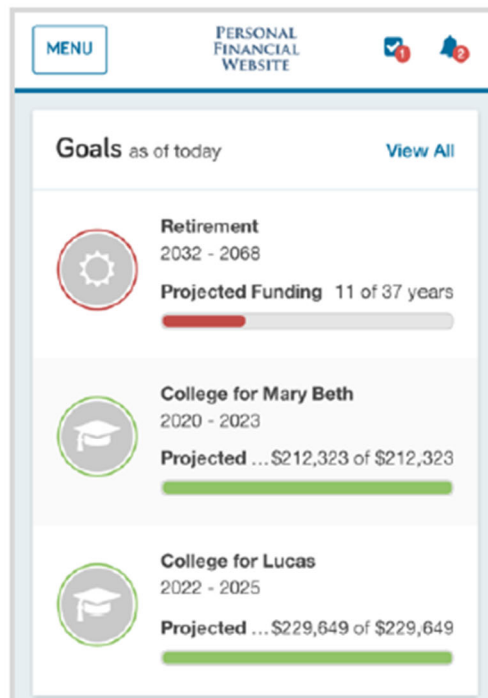 MENU
PERSONAL
FINANCIAL
WEBSITE
1
2
Goals as of today
View All
Retirement
2032 - 2068
Projected Funding 11 of 37 years
College for Mary Beth
2020 - 2023
Projected ... $212,323 of $212,323
College for Lucas
2022 - 2025
Projected ... $229,649 of $229,649